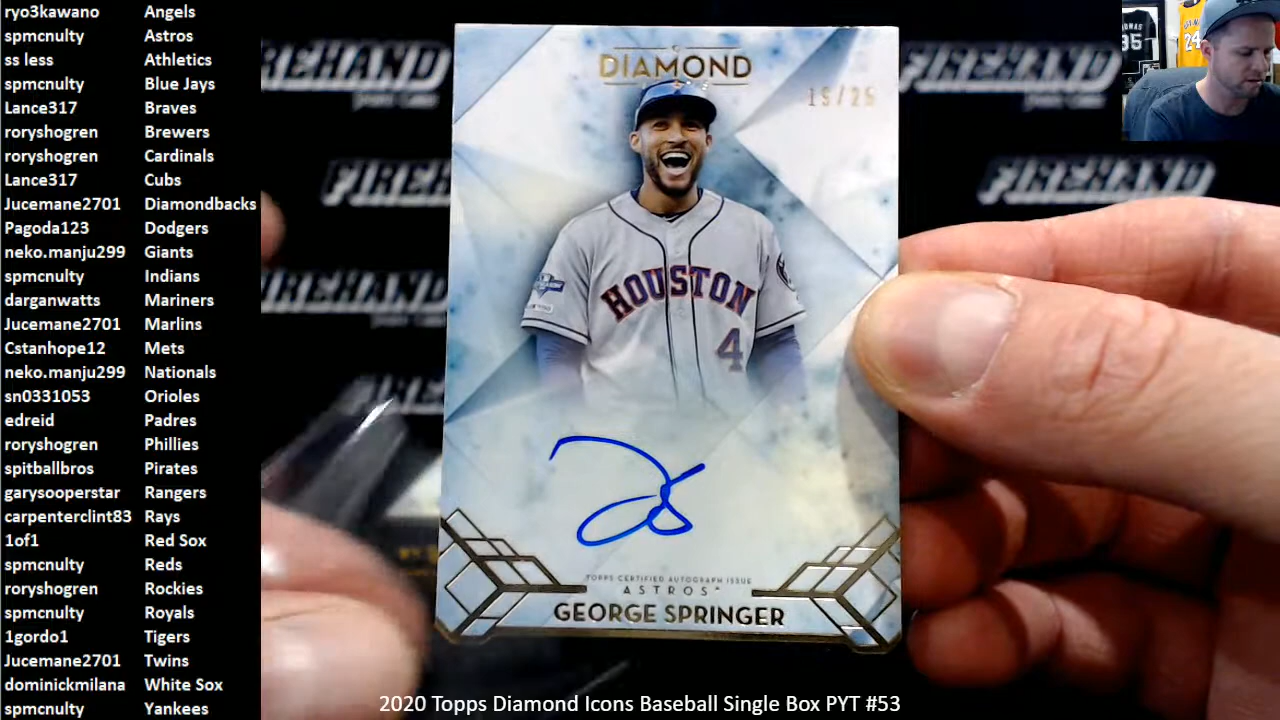 ryo3kawano Angels
spmcnulty Astros
ss less Athletics
spmcnulty Blue Jays
Lance317 Braves
roryshogren Brewers
roryshogren Cardinals
Lance317 Cubs
Jucemane2701 Diamondbacks
Pagoda123 Dodgers
neko.manju299 Giants
spmcnulty Indians
darganwatts Mariners
Jucemane2701 Marlins
Cstanhope12 Mets
neko.manju299 Nationals
sn0331053 Orioles
edreid Padres
roryshogren Phillies
spitballbros Pirates
garysooperstar Rangers
carpenterclint83 Rays
1of1 Red Sox
spmcnulty Reds
roryshogren Rockies
spmcnulty Royals
1gordo1 Tigers
Jucemane2701 Twins
dominickmilana White Sox
spmcnulty Yankees
FIREHAND
FIREHAND
FIREHAND
FIREHAND
FIREHAND
DIAMOND
15/25
HOUSTON
4
TOPPS CERTIFIED AUTOGRAPH ISSUE
ASTROS™
GEORGE SPRINGER
24
2020 Topps Diamond Icons Baseball Single Box PYT #53